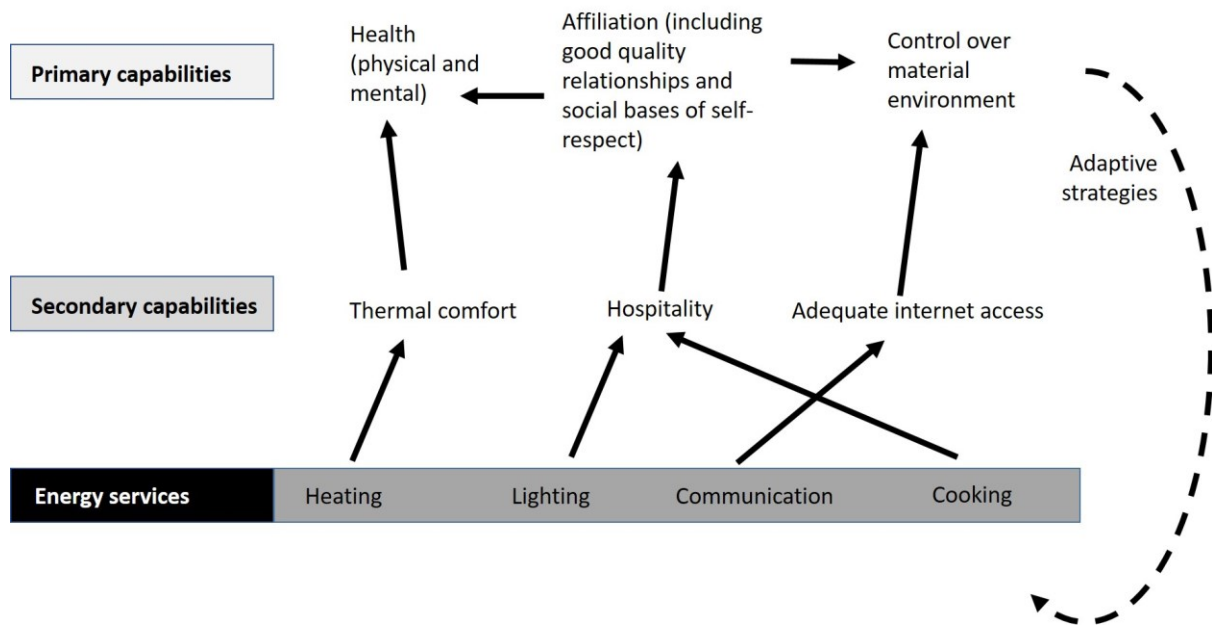 Primary capabilities
Health
(physical and
mental)
Affiliation (including
good quality
relationships and
social bases of self-
respect)
Control over
material
environment
Adaptive
strategies
Secondary capabilities
Thermal comfort
Hospitality
Adequate internet access
Energy services
Heating
Lighting
Communication
Cooking